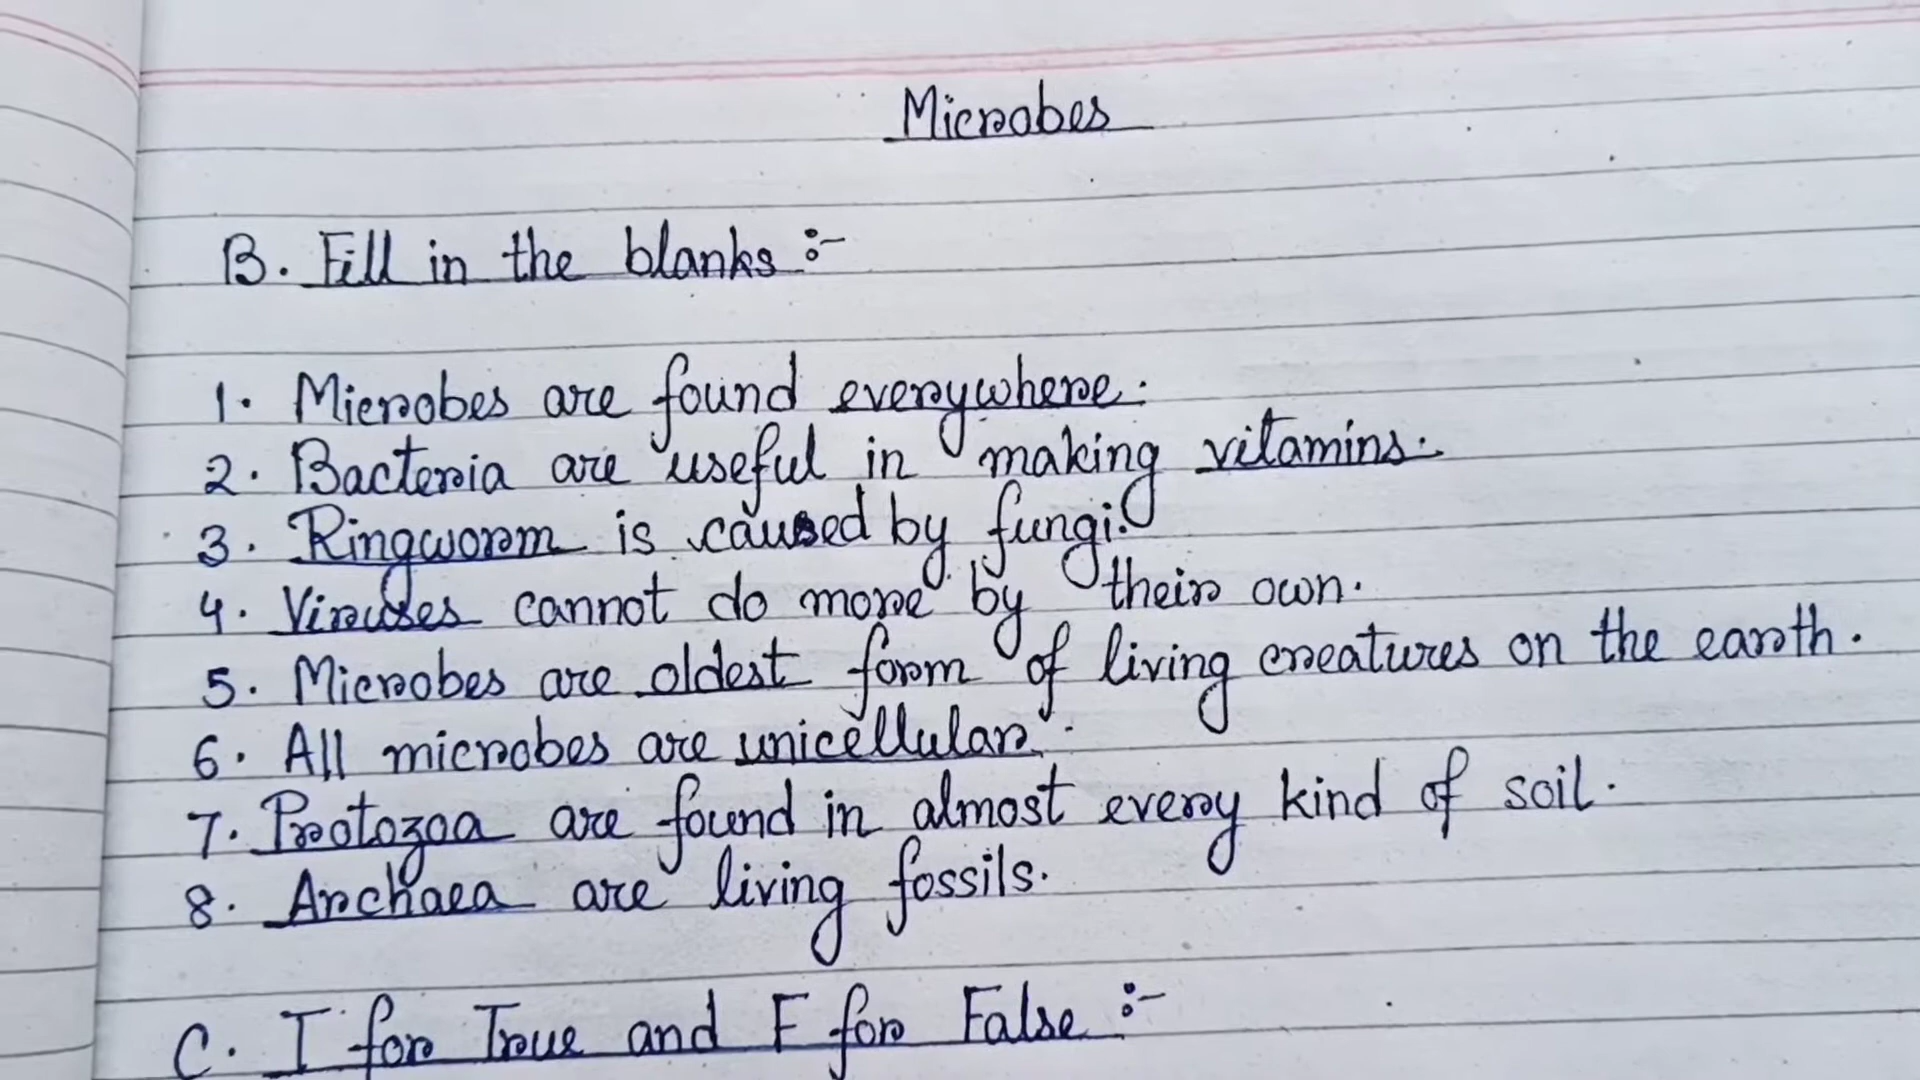 Microbes
B. Fill in the blanks :-
1. Microbes are found everywhere.
2. Bacteria are useful in making vitamins.
3. Ringworm is caused by fungi.
4. Viruses cannot do more by their own.
5. Microbes are oldest form of living creatures on the earth.
6. All microbes are unicellular.
7. Protozoa are found in almost every kind of soil.
8. Archaea are living fossils.
C. T for True and F for False :-